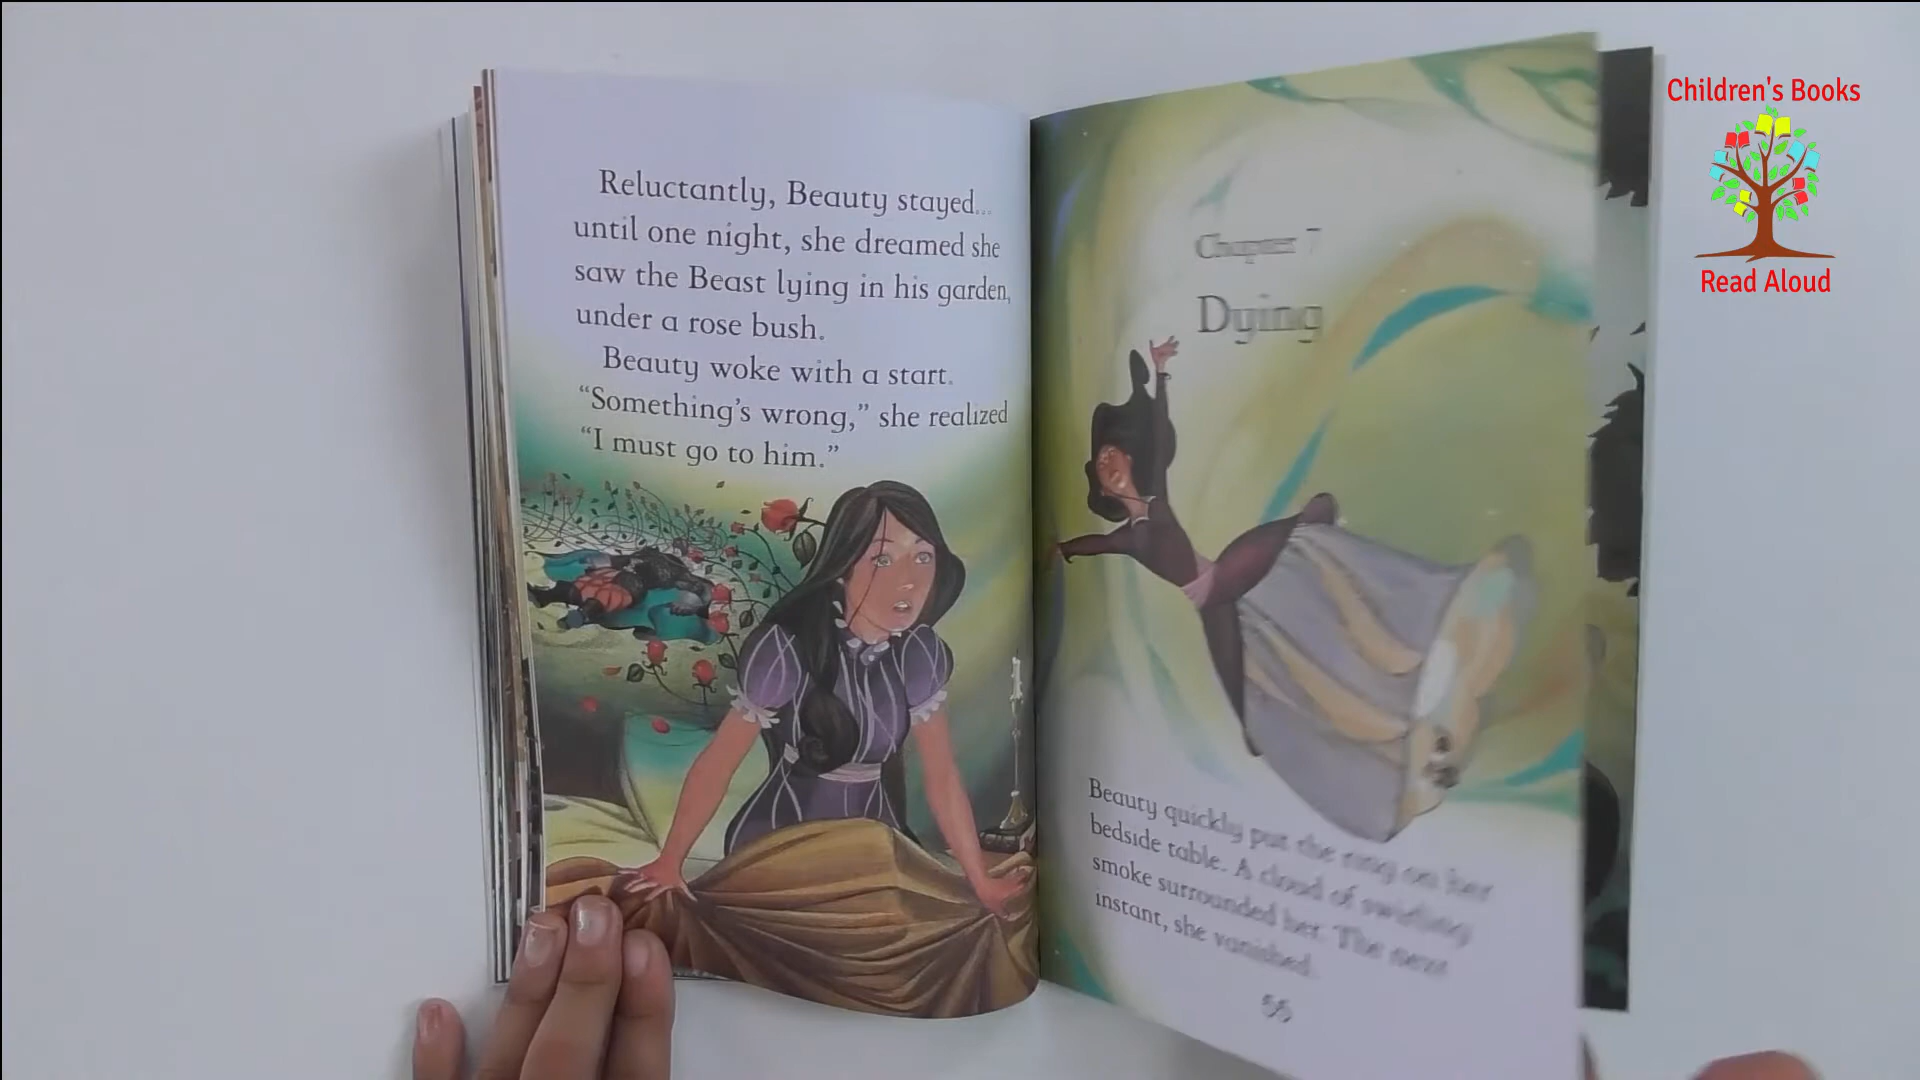 Reluctantly, Beauty stayed...
until one night, she dreamed she
saw the Beast lying in his garden,
under a rose bush.
Beauty woke with a start.
“Something’s wrong,” she realized
“I must go to him.”
Chapter 7
Dying
Beauty quickly put the ring on her
bedside table. A cloud of swirling
smoke surrounded her. The next
instant, she vanished.
Children's Books
Read Aloud